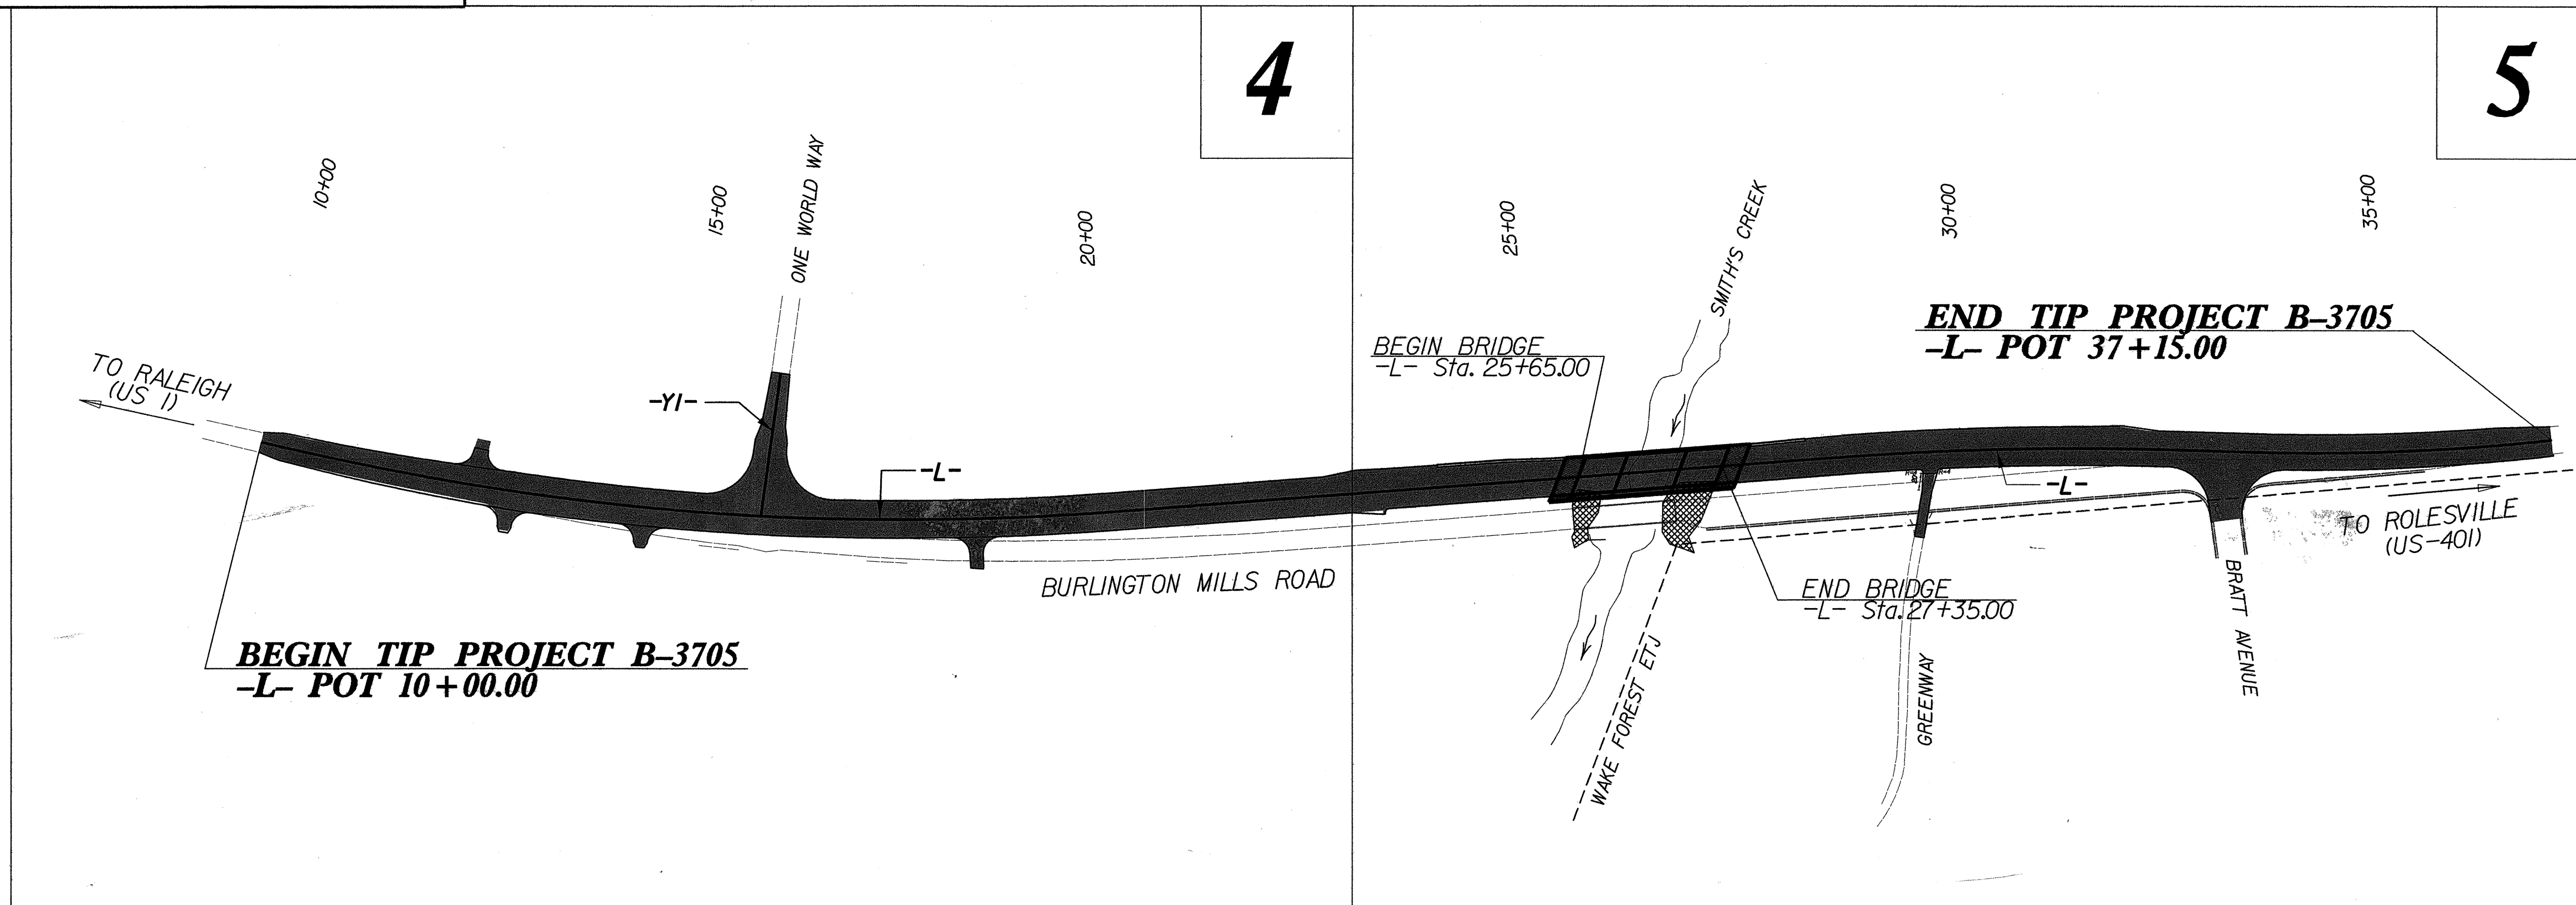 4
5
10+00
15+00
ONE WORLD WAY
20+00
25+00
SMITH'S CREEK
30+00
35+00
BEGIN BRIDGE
-L- Sta. 25+65.00
END TIP PROJECT B-3705
-L- POT 37+15.00
TO RALEIGH
(US 1)
-Y1-
-L-
-L-
TO ROLESVILLE
(US-401)
BURLINGTON MILLS ROAD
END BRIDGE
-L- Sta. 27+35.00
BEGIN TIP PROJECT B-3705
-L- POT 10+00.00
WAKE FOREST ETJ
GREENWAY
BRATT AVENUE